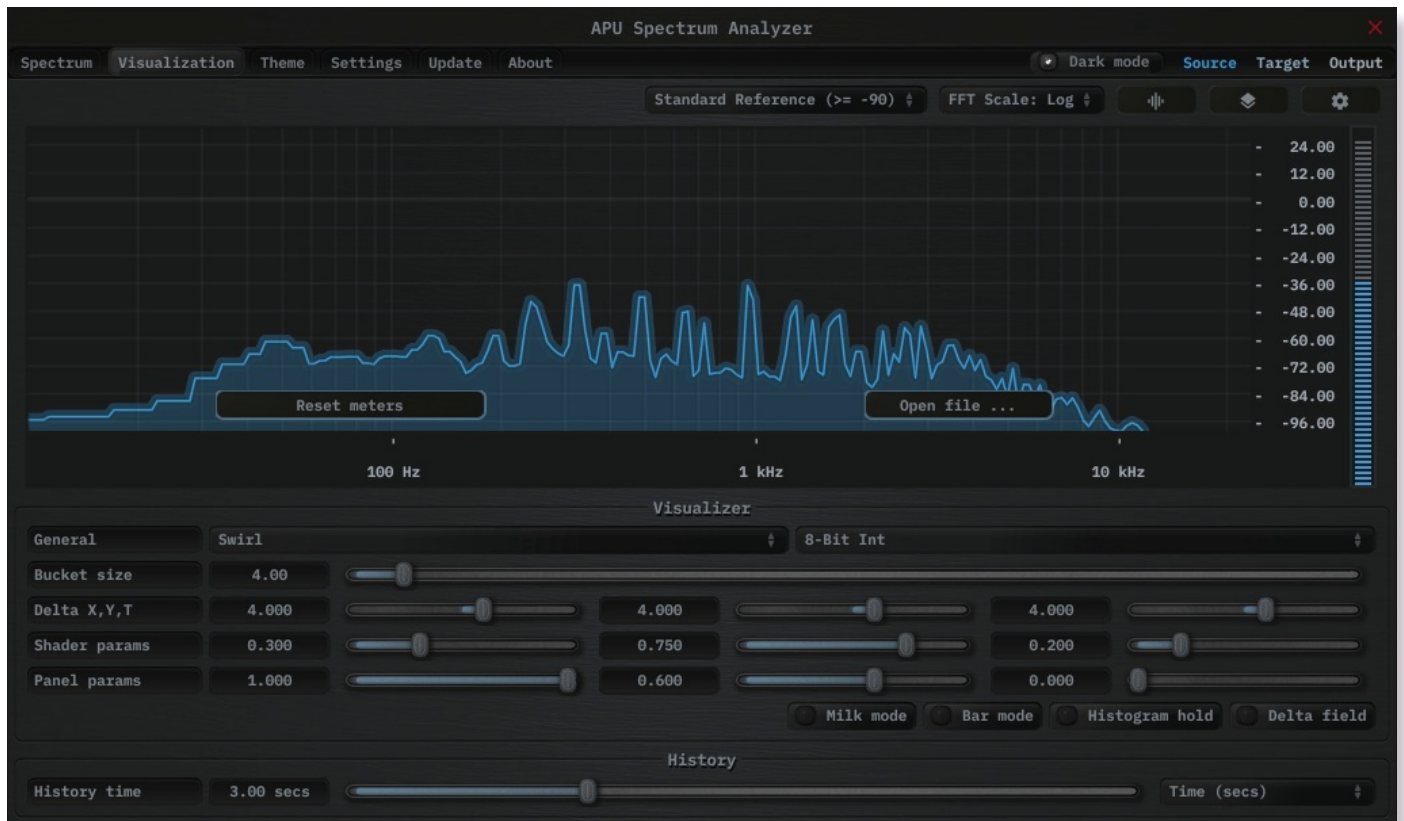 APU Spectrum Analyzer
Spectrum Visualization Theme Settings Update About Dark mode Source Target Output
Standard Reference (>= -90) FFT Scale: Log
- 24.00
- 12.00
- 0.00
- -12.00
- -24.00
- -36.00
- -48.00
- -60.00
- -72.00
- -84.00
- -96.00
Reset meters Open file ...
100 Hz 1 kHz 10 kHz
Visualizer
General Swirl 8-Bit Int
Bucket size 4.00
Delta X,Y,T 4.000 4.000 4.000
Shader params 0.300 0.750 0.200
Panel params 1.000 0.600 0.000
Milk mode Bar mode Histogram hold Delta field
History
History time 3.00 secs Time (secs)